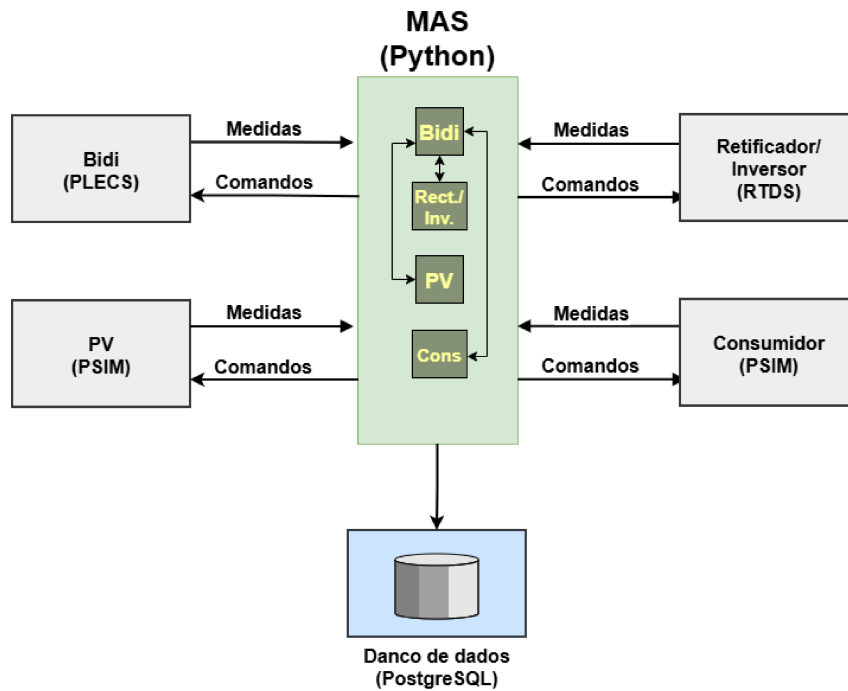 MAS
(Python)
Bidi
(PLECS)
Medidas
Comandos
Bidi
Rect./
Inv.
PV
Cons
Medidas
Comandos
Retificador/
Inversor
(RTDS)
PV
(PSIM)
Medidas
Comandos
Medidas
Comandos
Consumidor
(PSIM)
Danco de dados
(PostgreSQL)